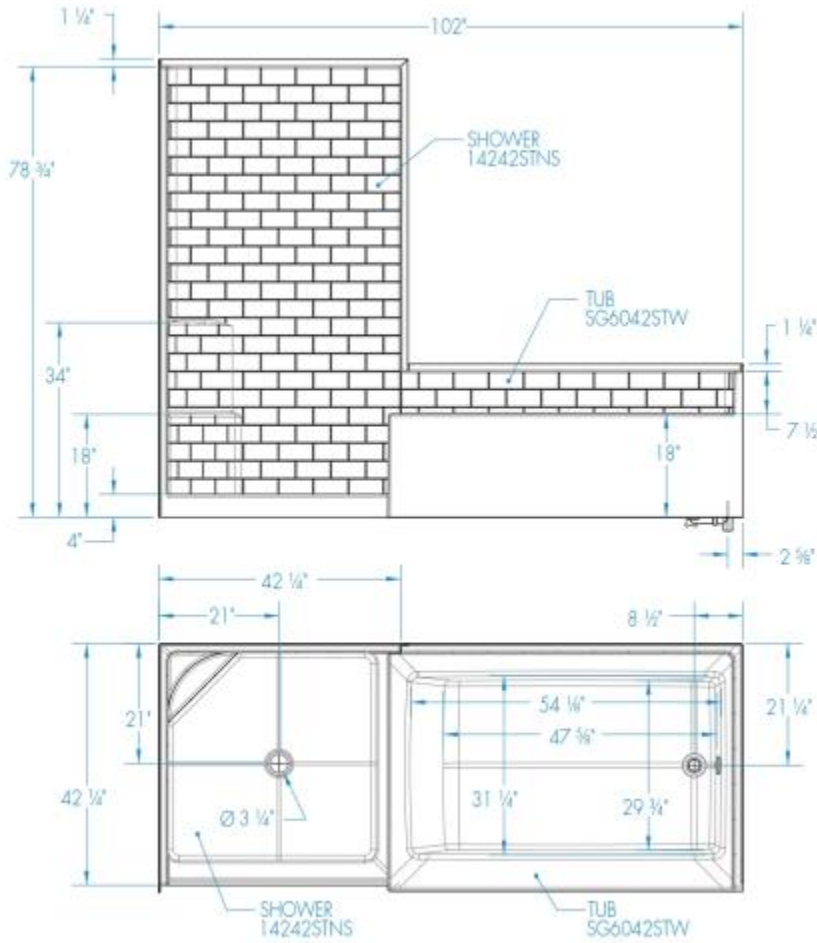 1 ¼"
102"
SHOWER
14242STNS
78 ¾"
TUB
SG6042STW
1 ¼"
34"
7 ½
18"
18"
4"
2 ⅝"
42 ¼"
21"
8 ½"
21"
54 ⅛"
21 ¼"
47 ⅝"
42 ¼"
31 ¼"
29 ¾"
Ø 3 ¼"
SHOWER
14242STNS
TUB
SG6042STW